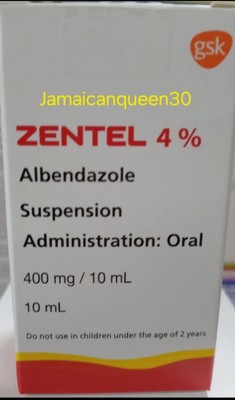 gsk
Jamaicanqueen30
ZENTEL 4%
Albendazole
Suspension
Administration: Oral
400 mg / 10 mL
10 mL
Do not use in children under the age of 2 years